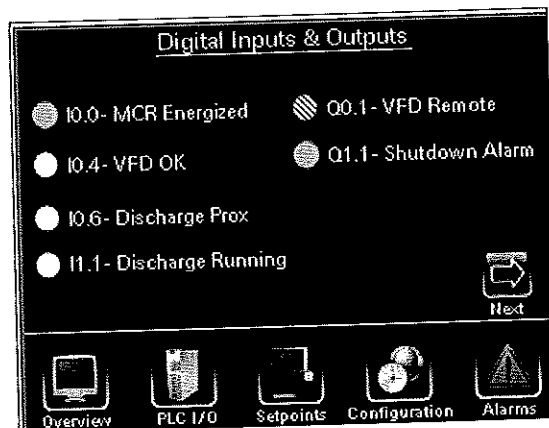 Digital Inputs & Outputs
I0.0- MCR Energized
Q0.1- VFD Remote
I0.4- VFD OK
Q1.1- Shutdown Alarm
I0.6- Discharge Prox
I1.1- Discharge Running
Next
Overview
PLC I/O
Setpoints
Configuration
Alarms